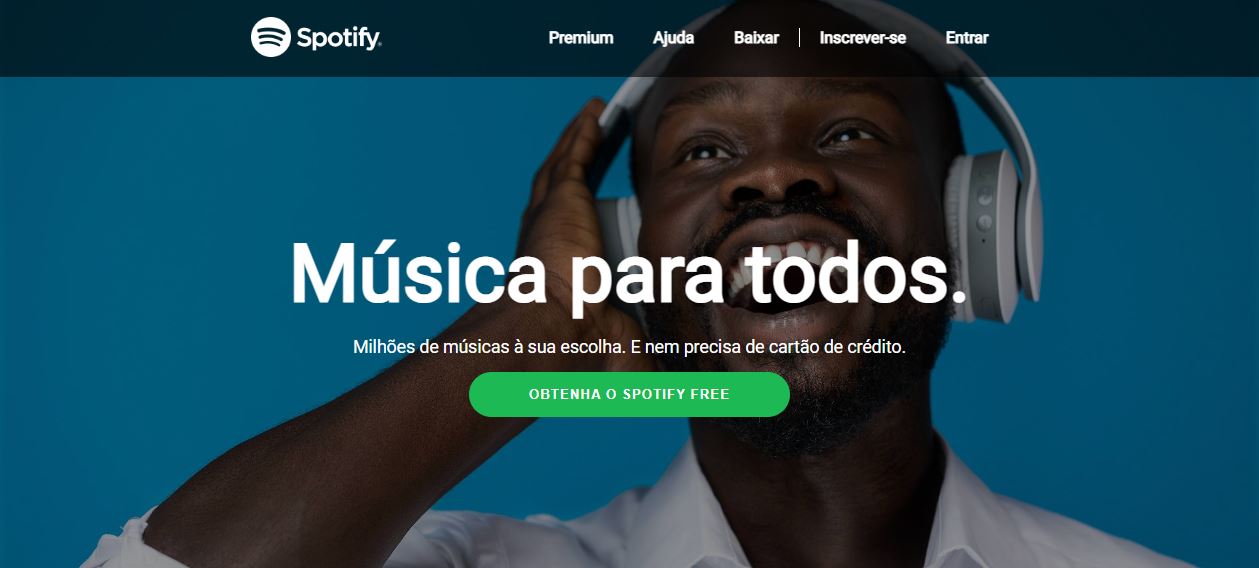 Spotify®
Premium
Ajuda
Baixar
Inscrever-se
Entrar
Música para todos.
Milhões de músicas à sua escolha. E nem precisa de cartão de crédito.
OBTENHA O SPOTIFY FREE